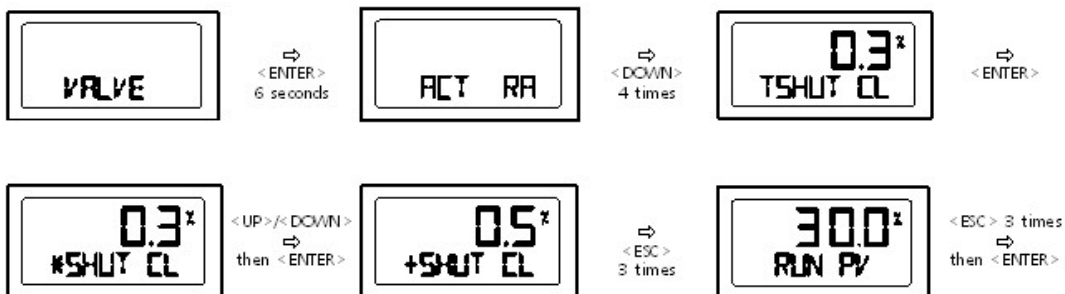 VALVE
⇨
<ENTER>
6 seconds
ACT RA
⇨
<DOWN>
4 times
0.3%
TSHUT CL
⇨
<ENTER>
0.3%
*SHUT CL
<UP>/<DOWN>
⇨
then <ENTER>
0.5%
+SHUT CL
⇨
<ESC>
3 times
30.0%
RUN PV
<ESC> 3 times
⇨
then <ENTER>